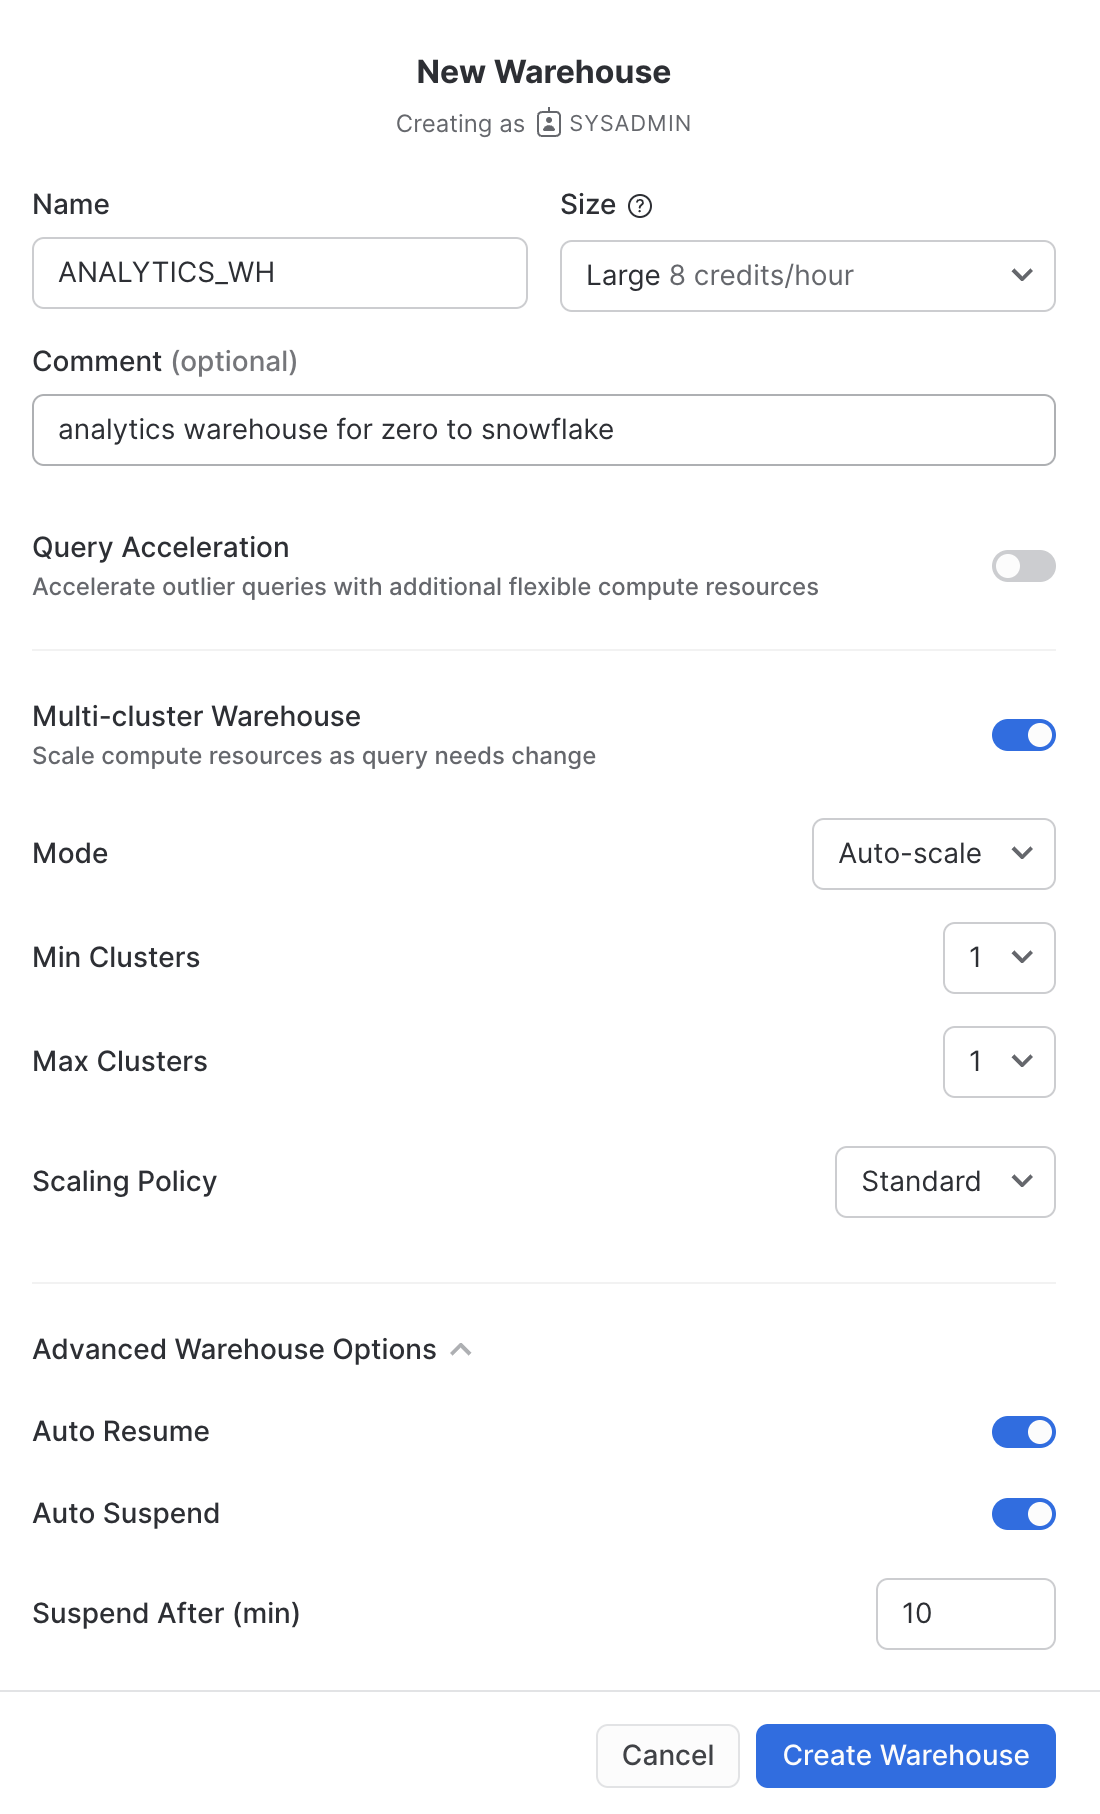 New Warehouse
Creating as SYSADMIN
Name
Size
ANALYTICS_WH
Large 8 credits/hour
Comment (optional)
analytics warehouse for zero to snowflake
Query Acceleration
Accelerate outlier queries with additional flexible compute resources
Multi-cluster Warehouse
Scale compute resources as query needs change
Mode
Auto-scale
Min Clusters
1
Max Clusters
1
Scaling Policy
Standard
Advanced Warehouse Options
Auto Resume
Auto Suspend
Suspend After (min)
10
Cancel
Create Warehouse